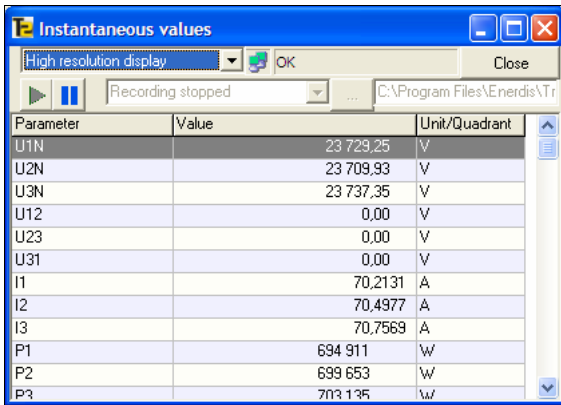 Instantaneous values
High resolution display OK Close
Recording stopped ... C:\Program Files\Enerdis\Tr
Parameter Value Unit/Quadrant
U1N 23 729,25 V
U2N 23 709,93 V
U3N 23 737,35 V
U12 0,00 V
U23 0,00 V
U31 0,00 V
I1 70,2131 A
I2 70,4977 A
I3 70,7569 A
P1 694 911 W
P2 699 653 W
P3 703 135 W